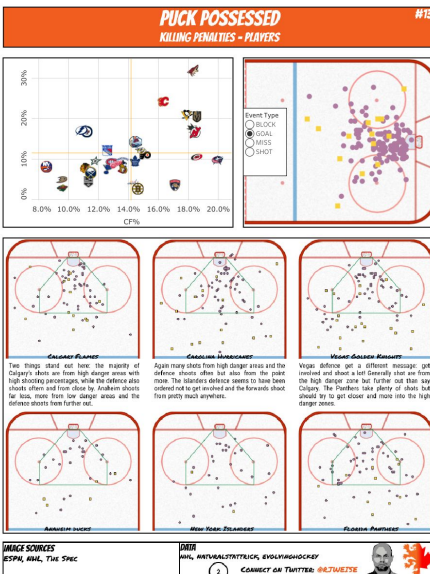 PUCK POSSESSED
#13
KILLING PENALTIES - PLAYERS
30%
20%
10%
0%
8.0% 10.0% 12.0% 14.0% 16.0% 18.0% 20.0%
CF%
Event Type
BLOCK
GOAL
MISS
SHOT
CALGARY FLAMES
CAROLINA HURRICANES
VEGAS GOLDEN KNIGHTS
Two things stand out here: the majority of
Calgary's shots are from high danger areas with
high shooting percentages, while the defence also
shoots often and from close by. Anaheim shoots
far less, more from low danger areas and the
defence shoots from further out.
Again many shots from high danger areas and the
defence shoots often but also from the point
more. The Islanders defence seems to have been
ordered not to get involved and the forwards shoot
from pretty much anywhere.
Vegas defence get a different message: get
involved and shoot a lot! Generally shot are from
the high danger zone but further out than say
Calgary. The Panthers take plenty of shots but
should try to get closer and more into the high
danger zones.
ANAHEIM DUCKS
NEW YORK ISLANDERS
FLORIDA PANTHERS
IMAGE SOURCES
ESPN, NHL, THE SPEC
DATA
NHL, NATURALSTATTRICK, EVOLVINGHOCKEY
2
CONNECT ON TWITTER: @RJWEISE